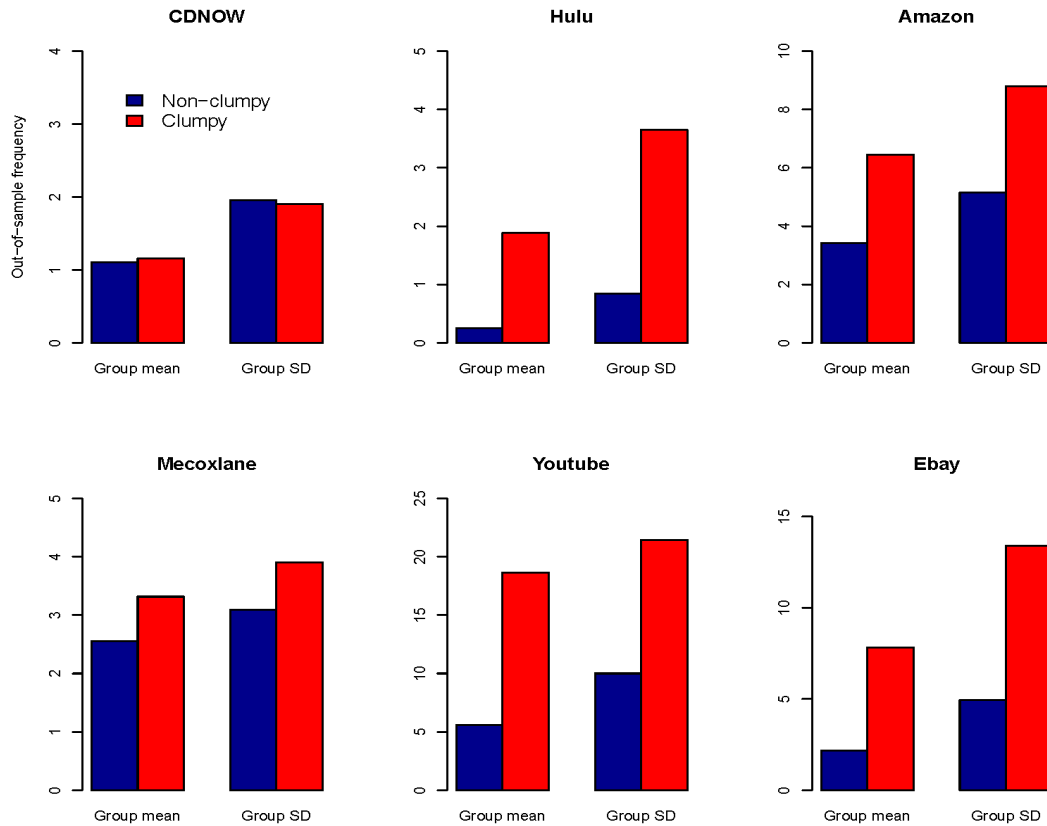 CDNOW
Out-of-sample frequency
0 1 2 3 4
Non-clumpy
Clumpy
Group mean Group SD
Hulu
0 1 2 3 4 5
Group mean Group SD
Amazon
0 2 4 6 8 10
Group mean Group SD
Mecoxlane
0 1 2 3 4 5
Group mean Group SD
Youtube
0 5 10 15 20 25
Group mean Group SD
Ebay
0 5 10 15
Group mean Group SD